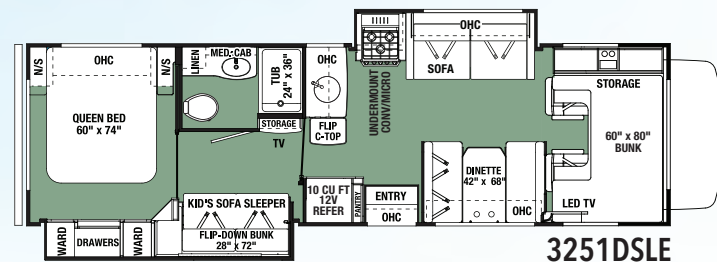 N/S
OHC
N/S
QUEEN BED
60" x 74"
WARD
DRAWERS
WARD
LINEN
MED. CAB
TUB
24" x 36"
STORAGE
TV
KID'S SOFA SLEEPER
FLIP-DOWN BUNK
28" x 72"
OHC
FLIP
C-TOP
10 CU FT
12V
REFER
PANTRY
ENTRY
OHC
UNDERMOUNT
CONV/MICRO
OHC
SOFA
DINETTE
42" x 68"
OHC
STORAGE
60" x 80"
BUNK
LED TV
3251DSLE